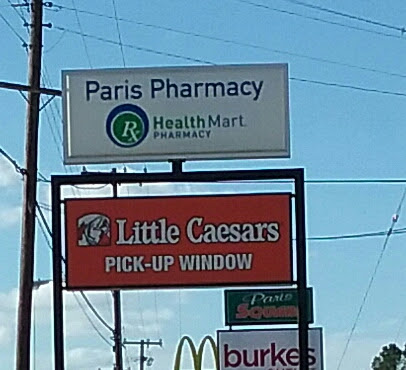 Paris Pharmacy
Rx
Health Mart
PHARMACY
Little Caesars
PICK-UP WINDOW
Paris
Square
burkes